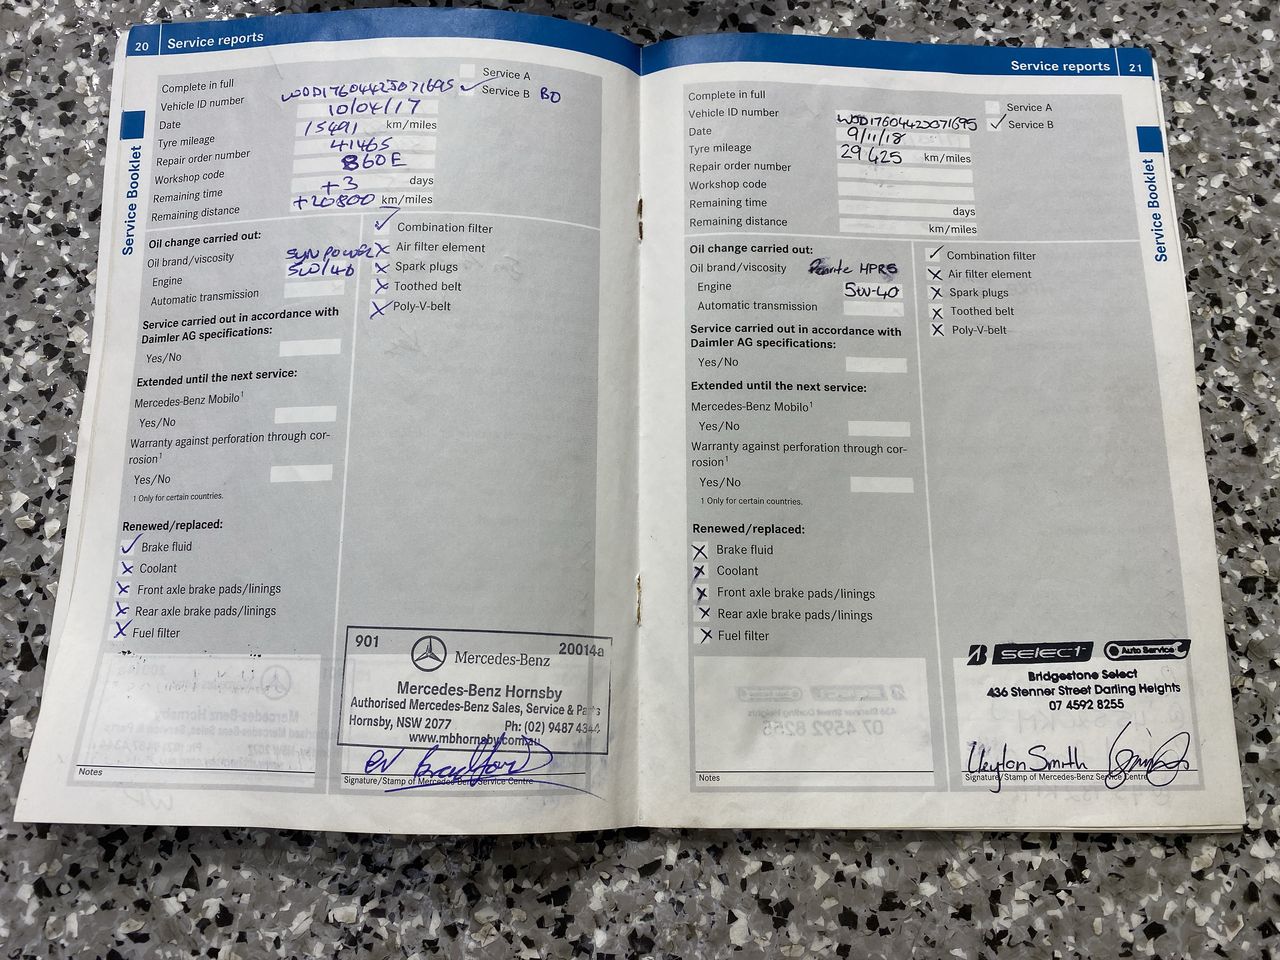 20 Service reports
Complete in full
Service A
Vehicle ID number WDD1760442J071695 ✓ Service B BD
Date 10/04/17
Tyre mileage 15491 km/miles
Repair order number 41465
Workshop code 860E
Remaining time +3 days
Remaining distance +20800 km/miles
Oil change carried out:
Oil brand/viscosity SYN POWER
Engine 5W/40
Automatic transmission
Service carried out in accordance with
Daimler AG specifications:
Yes/No
Extended until the next service:
Mercedes-Benz Mobilo¹
Yes/No
Warranty against perforation through cor-
rosion¹
Yes/No
1 Only for certain countries.
Renewed/replaced:
✓ Brake fluid
X Coolant
X Front axle brake pads/linings
X Rear axle brake pads/linings
X Fuel filter
Notes
✓ Combination filter
X Air filter element
X Spark plugs
X Toothed belt
X Poly-V-belt
901 20014a
Mercedes-Benz
Mercedes-Benz Hornsby
Authorised Mercedes-Benz Sales, Service & Parts
Hornsby, NSW 2077 Ph: (02) 9487 4344
www.mbhornsby.com.au
Signature/Stamp of Mercedes-Benz Service Centre
Service Booklet
Service reports 21
Complete in full
Service A
Vehicle ID number WDD1760442J071695 ✓ Service B
Date 9/11/18
Tyre mileage 29425 km/miles
Repair order number
Workshop code
Remaining time days
Remaining distance km/miles
Oil change carried out:
Oil brand/viscosity Penrite HPR5
Engine 5W-40
Automatic transmission
Service carried out in accordance with
Daimler AG specifications:
Yes/No
Extended until the next service:
Mercedes-Benz Mobilo¹
Yes/No
Warranty against perforation through cor-
rosion¹
Yes/No
1 Only for certain countries.
Renewed/replaced:
X Brake fluid
X Coolant
X Front axle brake pads/linings
X Rear axle brake pads/linings
X Fuel filter
Notes
✓ Combination filter
X Air filter element
X Spark plugs
X Toothed belt
X Poly-V-belt
SELECT Auto Service
Bridgestone Select
436 Stenner Street Darling Heights
07 4592 8255
Smith
Signature/Stamp of Mercedes-Benz Service Centre
Service Booklet